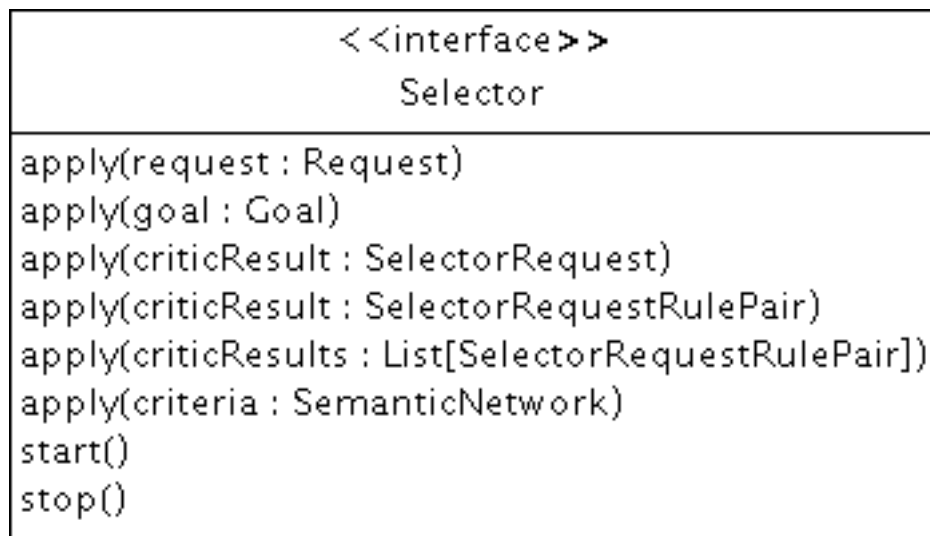 <<interface>>
Selector
apply(request : Request)
apply(goal : Goal)
apply(criticResult : SelectorRequest)
apply(criticResult : SelectorRequestRulePair)
apply(criticResults : List[SelectorRequestRulePair])
apply(criteria : SemanticNetwork)
start()
stop()